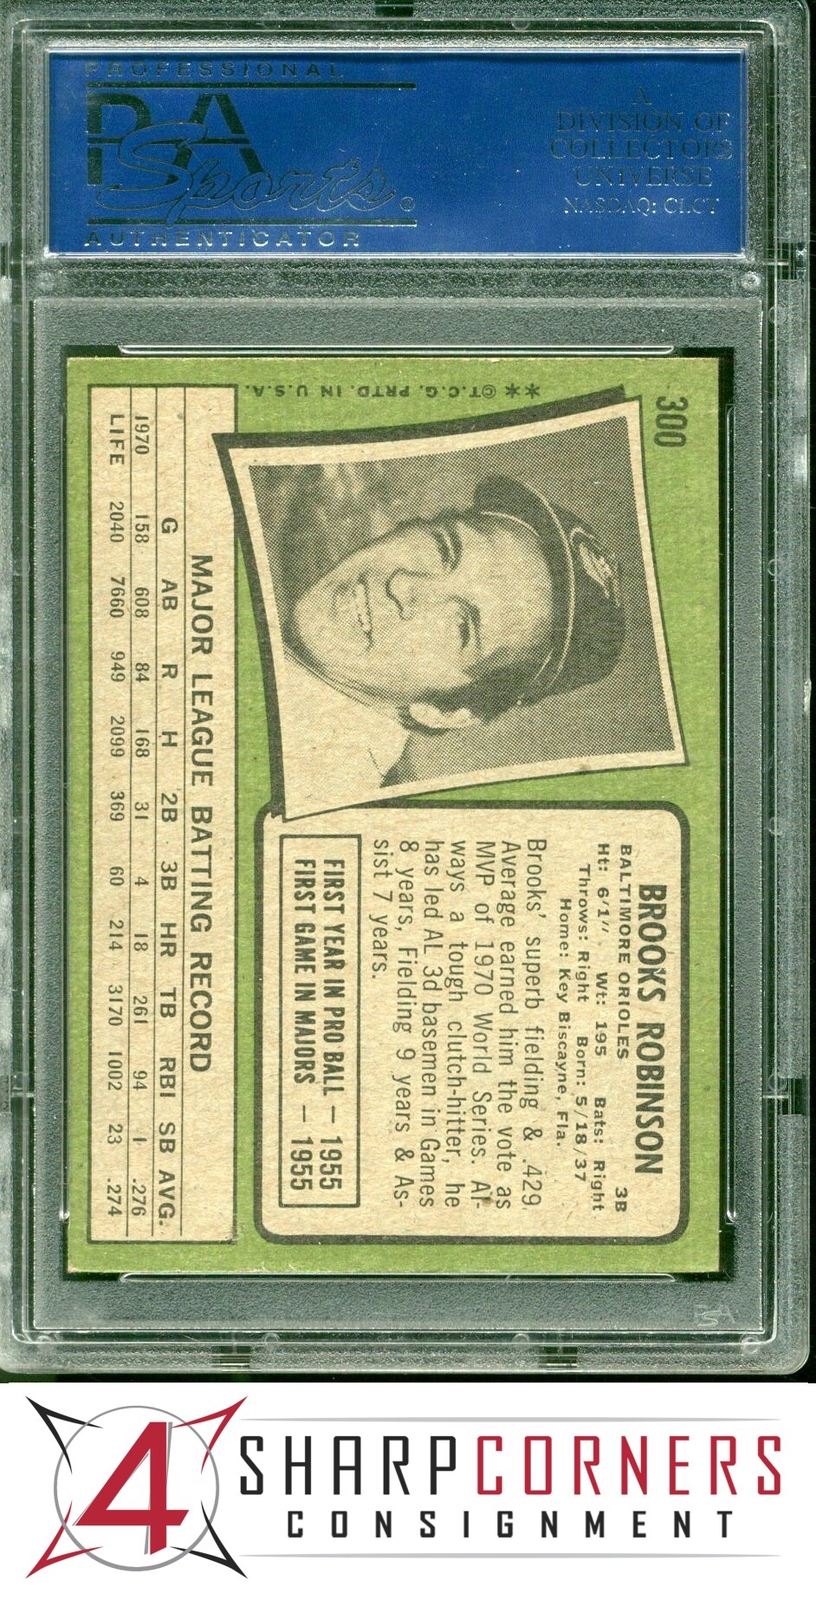 PROFESSIONAL
PSA
Sports®
AUTHENTICATOR
A
DIVISION OF
COLLECTORS
UNIVERSE
NASDAQ: CLCT
300
**©T.C.G. PRTD. IN U.S.A.
BROOKS ROBINSON
BALTIMORE ORIOLES 3B
Ht: 6'1" Wt: 195 Bats: Right
Throws: Right Born: 5/18/37
Home: Key Biscayne, Fla.
Brooks' superb fielding & .429
Average earned him the vote as
MVP of 1970 World Series. Al-
ways a tough clutch-hitter, he
has led AL 3d basemen in Games
8 years, Fielding 9 years & As-
sist 7 years.
FIRST YEAR IN PRO BALL — 1955
FIRST GAME IN MAJORS — 1955
MAJOR LEAGUE BATTING RECORD
G AB R H 2B 3B HR TB RBI SB AVG.
1970 158 608 84 168 31 4 18 261 94 1 .276
LIFE 2040 7660 949 2099 369 60 214 3170 1002 23 .274
PSA
4 SHARPCORNERS
CONSIGNMENT